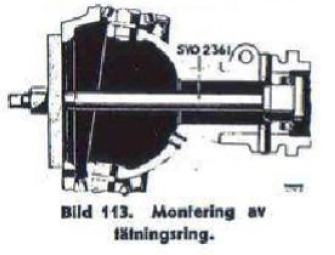 SVO 2361
Bild 113. Montering av
tätningsring.